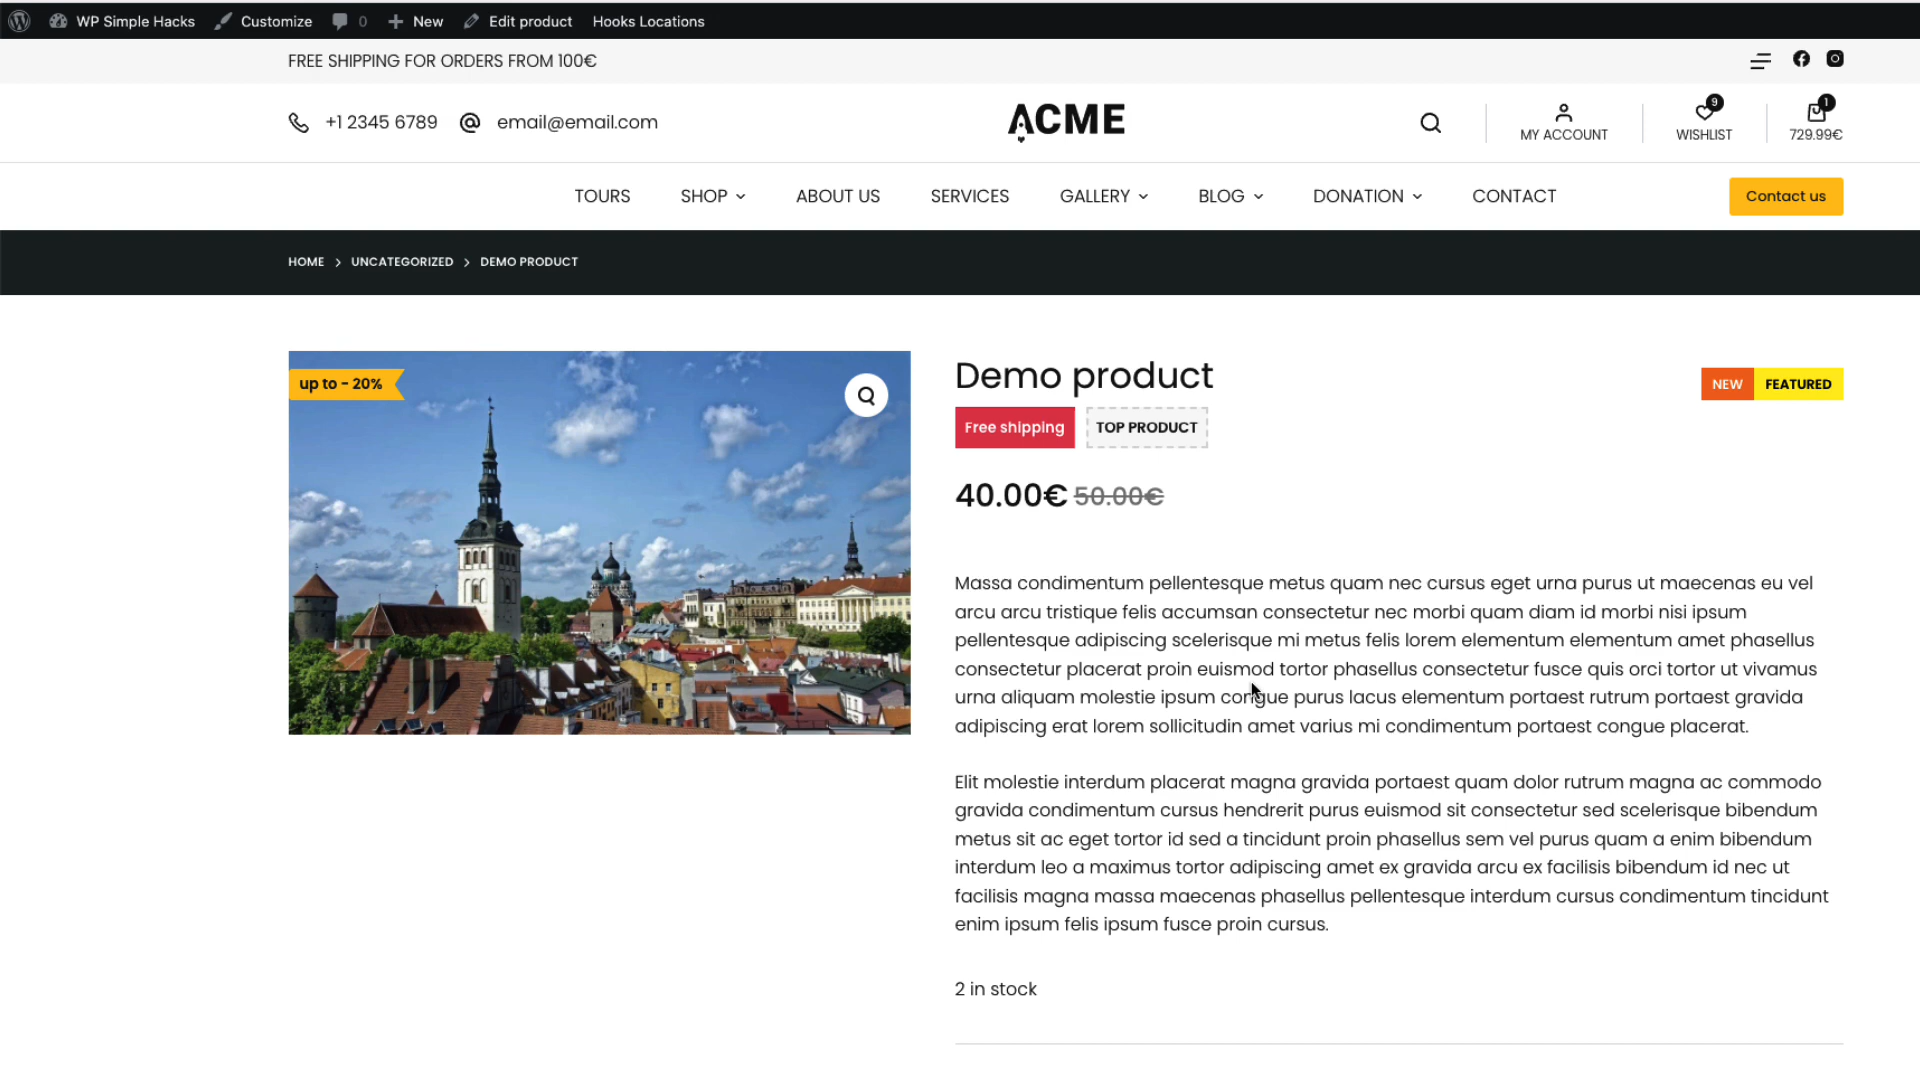 WP Simple Hacks Customize 0 New Edit product Hooks Locations
FREE SHIPPING FOR ORDERS FROM 100€
+1 2345 6789 email@email.com ACME MY ACCOUNT 9 WISHLIST 1 729.99€
TOURS SHOP ABOUT US SERVICES GALLERY BLOG DONATION CONTACT Contact us
HOME > UNCATEGORIZED > DEMO PRODUCT
up to - 20%
Demo product NEW FEATURED
Free shipping TOP PRODUCT
40.00€ 50.00€
Massa condimentum pellentesque metus quam nec cursus eget urna purus ut maecenas eu vel
arcu arcu tristique felis accumsan consectetur nec morbi quam diam id morbi nisi ipsum
pellentesque adipiscing scelerisque mi metus felis lorem elementum elementum amet phasellus
consectetur placerat proin euismod tortor phasellus consectetur fusce quis orci tortor ut vivamus
urna aliquam molestie ipsum congue purus lacus elementum portaest rutrum portaest gravida
adipiscing erat lorem sollicitudin amet varius mi condimentum portaest congue placerat.
Elit molestie interdum placerat magna gravida portaest quam dolor rutrum magna ac commodo
gravida condimentum cursus hendrerit purus euismod sit consectetur sed scelerisque bibendum
metus sit ac eget tortor id sed a tincidunt proin phasellus sem vel purus quam a enim bibendum
interdum leo a maximus tortor adipiscing amet ex gravida arcu ex facilisis bibendum id nec ut
facilisis magna massa maecenas phasellus pellentesque interdum cursus condimentum tincidunt
enim ipsum felis ipsum fusce proin cursus.
2 in stock